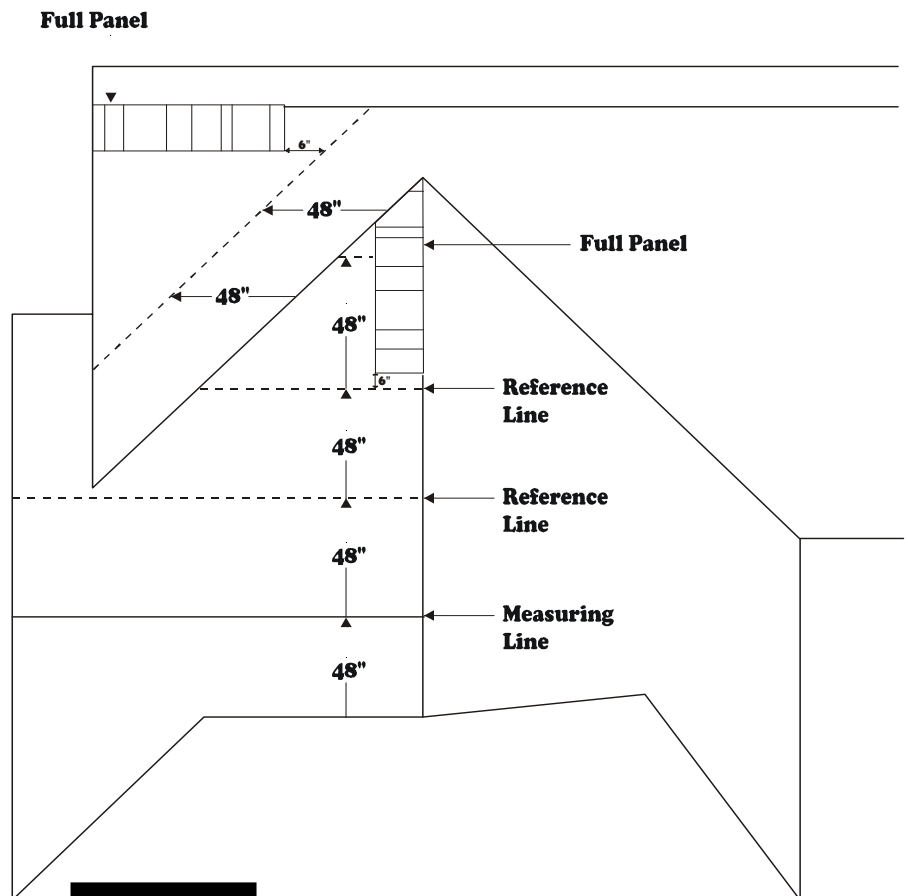 Full Panel
6"
48"
Full Panel
48"
48"
6"
Reference
Line
48"
Reference
Line
48"
Measuring
Line
48"